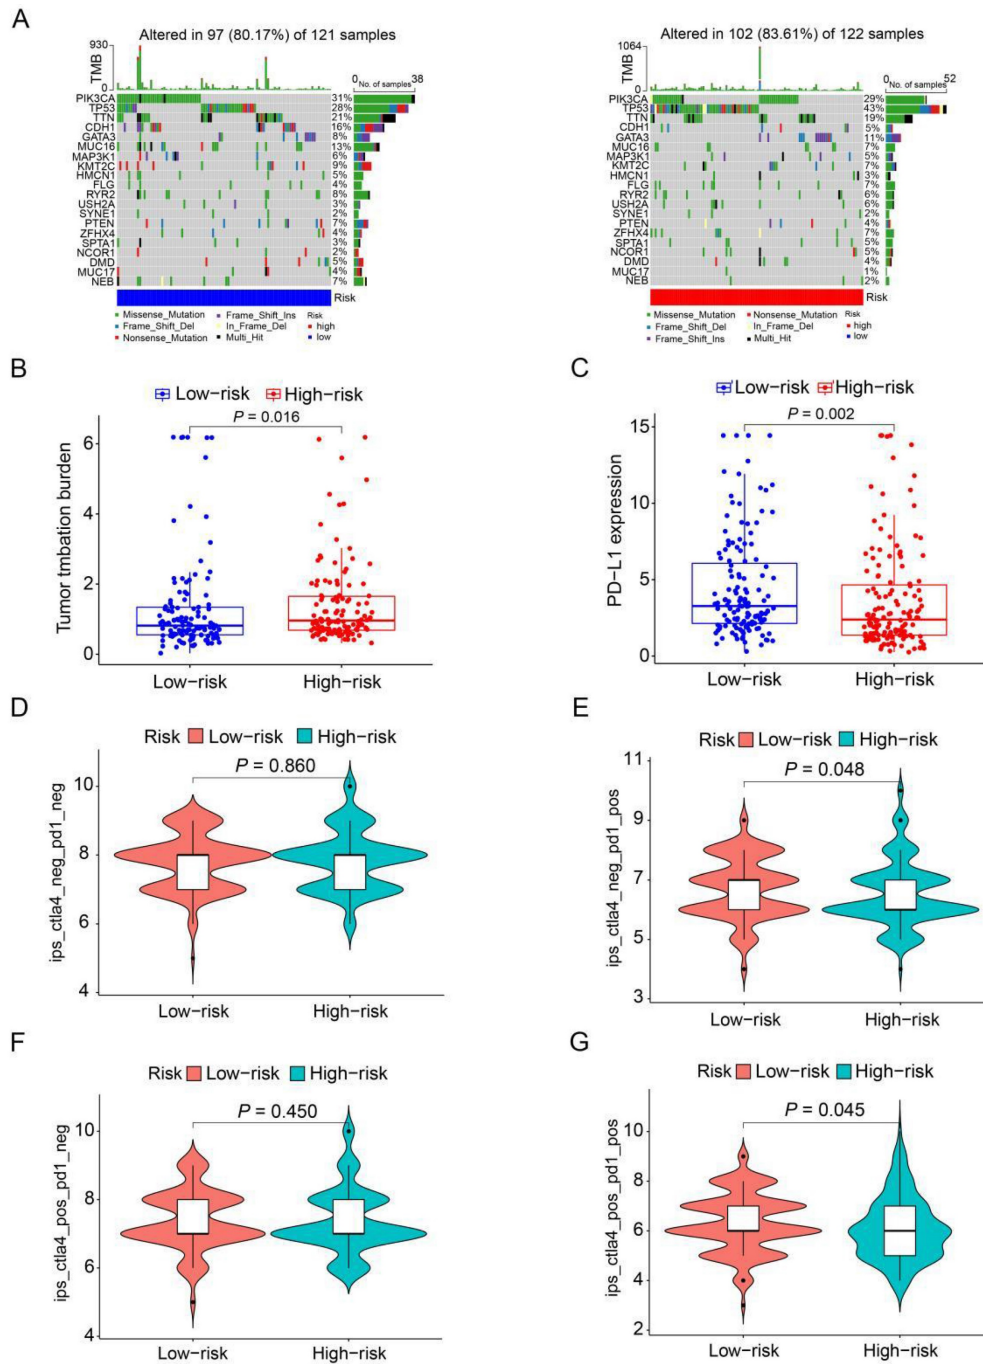 A
Altered in 97 (80.17%) of 121 samples
930
TMB
0
0 No. of samples 38
PIK3CA 31%
TP53 28%
TTN 21%
CDH1 16%
GATA3 8%
MUC16 13%
MAP3K1 6%
KMT2C 9%
HMCN1 5%
FLG 4%
RYR2 8%
USH2A 3%
SYNE1 2%
PTEN 7%
ZFHX4 4%
SPTA1 3%
NCOR1 2%
DMD 5%
MUC17 4%
NEB 7%
Risk
Missense_Mutation Frame_Shift_Ins Risk
Frame_Shift_Del In_Frame_Del high
Nonsense_Mutation Multi_Hit low
Altered in 102 (83.61%) of 122 samples
1064
TMB
0
0 No. of samples 52
PIK3CA 29%
TP53 43%
TTN 19%
CDH1 5%
GATA3 11%
MUC16 7%
MAP3K1 5%
KMT2C 7%
HMCN1 3%
FLG 7%
RYR2 6%
USH2A 6%
SYNE1 2%
PTEN 4%
ZFHX4 7%
SPTA1 5%
NCOR1 5%
DMD 4%
MUC17 1%
NEB 2%
Risk
Missense_Mutation Nonsense_Mutation Risk
Frame_Shift_Del In_Frame_Del high
Frame_Shift_Ins Multi_Hit low
B
Low-risk High-risk
P = 0.016
Tumor tmbation burden
6
4
2
0
Low-risk High-risk
C
Low-risk High-risk
P = 0.002
PD-L1 expression
15
10
5
0
Low-risk High-risk
D
Risk Low-risk High-risk
P = 0.860
ips_ctla4_neg_pd1_neg
10
8
6
4
Low-risk High-risk
E
Risk Low-risk High-risk
P = 0.048
ips_ctla4_neg_pd1_pos
11
9
7
5
3
Low-risk High-risk
F
Risk Low-risk High-risk
P = 0.450
ips_ctla4_pos_pd1_neg
10
8
6
4
Low-risk High-risk
G
Risk Low-risk High-risk
P = 0.045
ips_ctla4_pos_pd1_pos
10
8
6
4
2
Low-risk High-risk